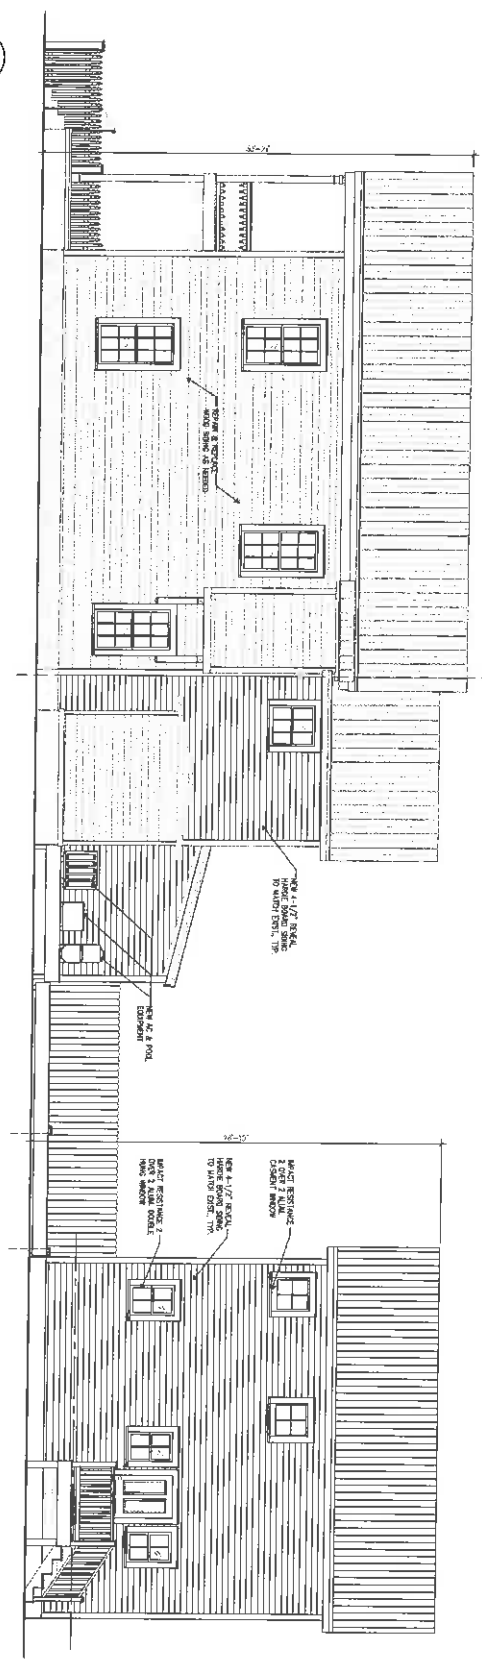 REPAIR & REPLACE
WOOD SIDING AS NEEDED
NEW 4-1/2" REVEAL
HARDIE BOARD SIDING
TO MATCH EXIST., TYP.
NEW AC & POOL
EQUIPMENT
IMPACT RESISTANCE 2
OVER 2 ALUM. DOUBLE
HUNG WINDOW
NEW 4-1/2" REVEAL
HARDIE BOARD SIDING
TO MATCH EXIST., TYP.
IMPACT RESISTANCE
2 OVER 2 ALUM.
CASMENT WINDOW